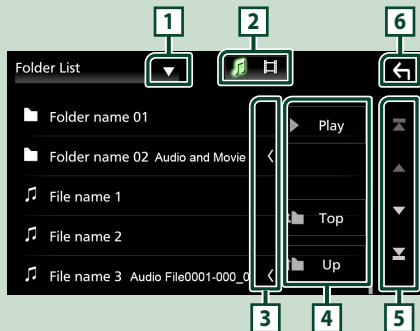 1 2 6
Folder List
Folder name 01
Play
Folder name 02 Audio and Movie
File name 1
File name 2
Top
File name 3 Audio File0001-000_0
Up
3 4 5